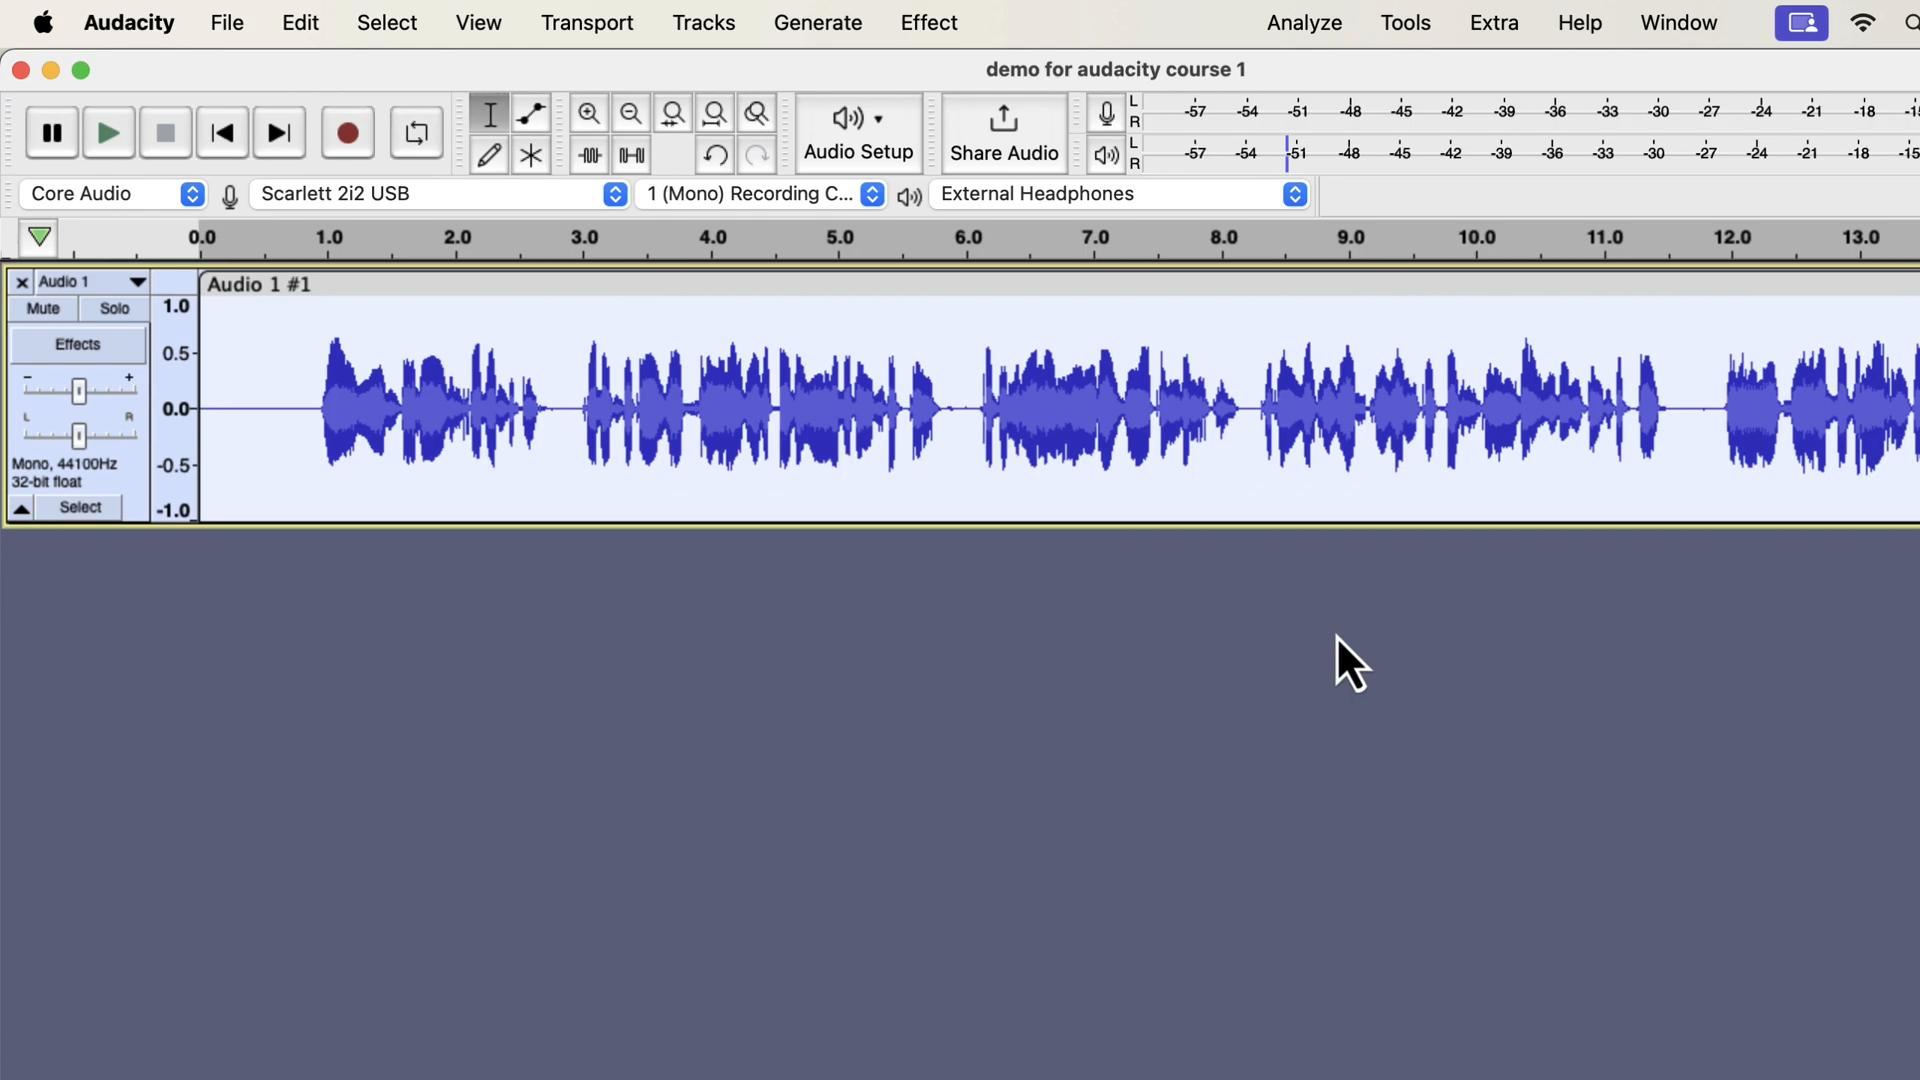 Audacity File Edit Select View Transport Tracks Generate Effect Analyze Tools Extra Help Window
demo for audacity course 1
Audio Setup Share Audio
L -57 -54 -51 -48 -45 -42 -39 -36 -33 -30 -27 -24 -21 -18
R
L -57 -54 -51 -48 -45 -42 -39 -36 -33 -30 -27 -24 -21 -18 -15
R
Core Audio Scarlett 2i2 USB 1 (Mono) Recording C... External Headphones
0.0 1.0 2.0 3.0 4.0 5.0 6.0 7.0 8.0 9.0 10.0 11.0 12.0 13.0
Audio 1 Audio 1 #1
Mute Solo 1.0
Effects 0.5
- +
L R 0.0
Mono, 44100Hz -0.5
32-bit float
Select -1.0